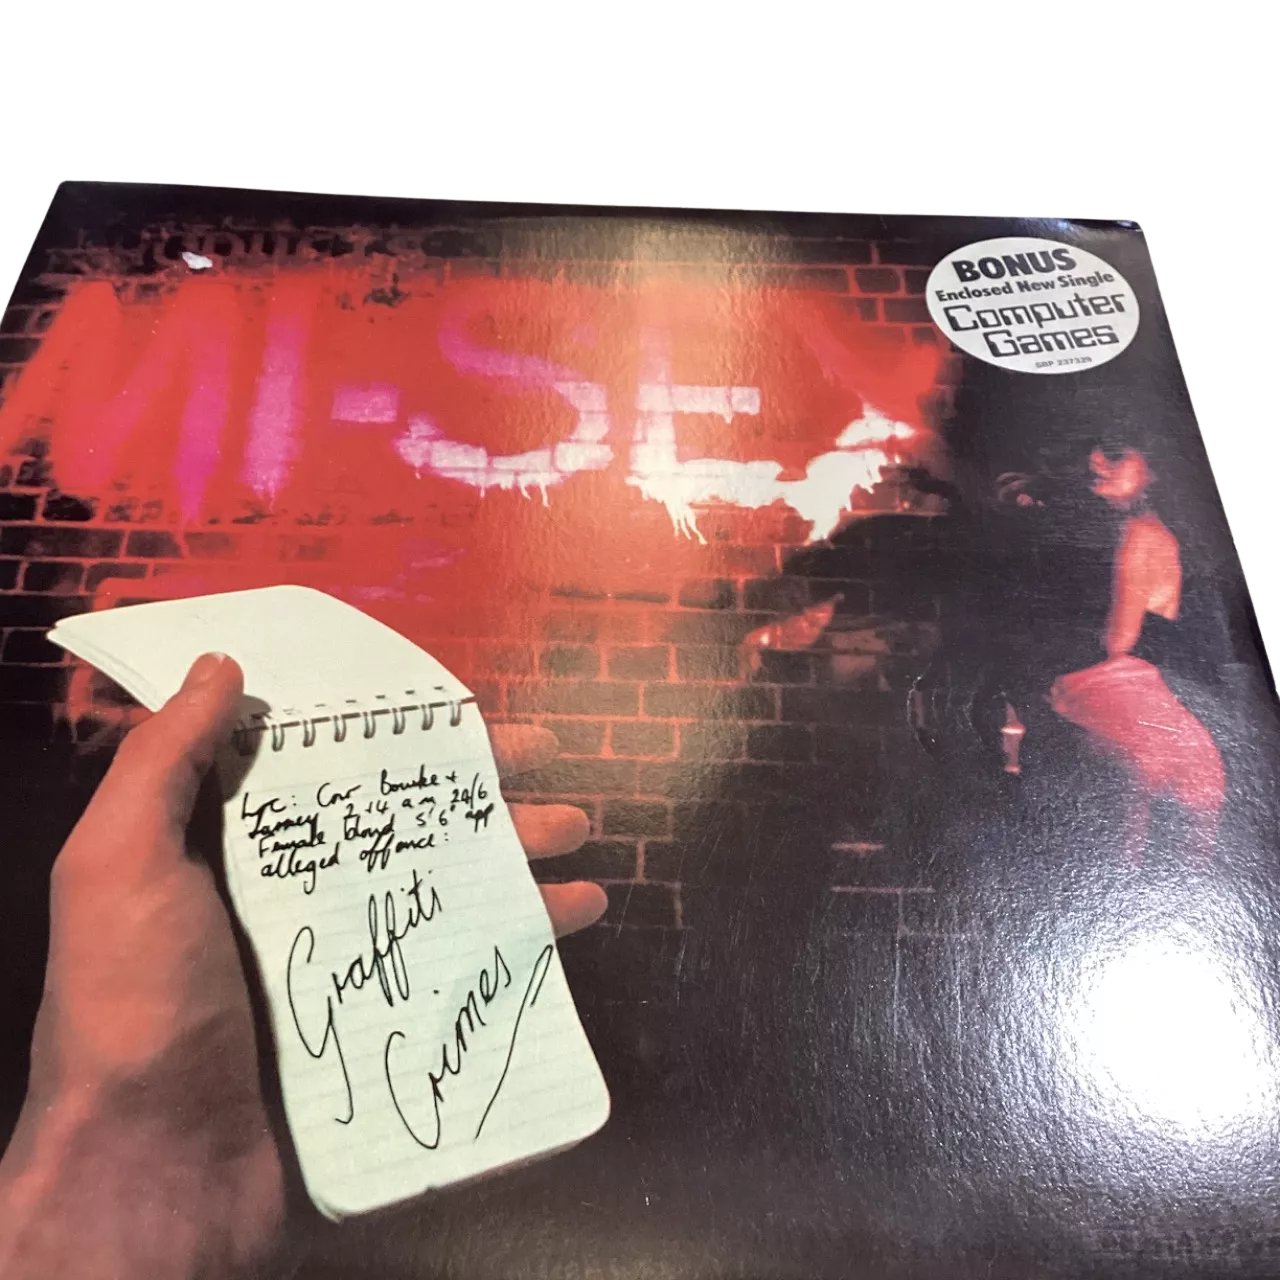 MI-SEX
BONUS
Enclosed New Single
Computer
Games
SRP 237329
Loc: Cnr Bourke +
2:14 am 24/6
Female blond 5'6" app
alleged offence:
Graffiti
Crimes